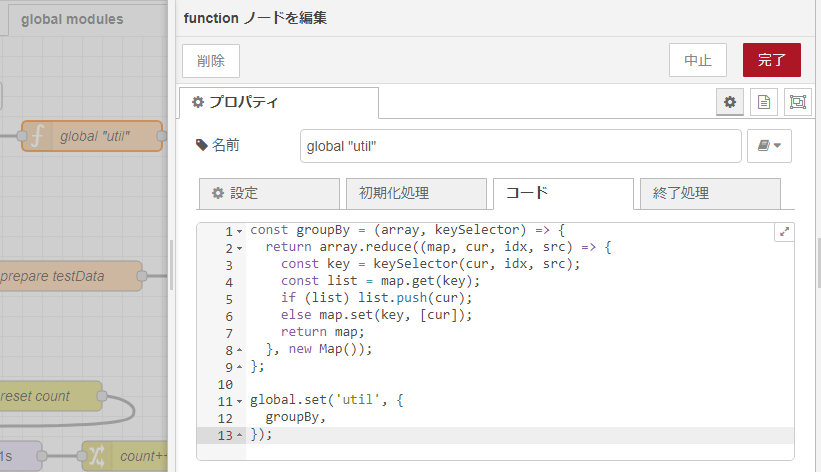 global modules
function ノードを編集
削除
中止
完了
プロパティ
global "util"
名前
global "util"
設定
初期化処理
コード
終了処理
1 const groupBy = (array, keySelector) => {
2   return array.reduce((map, cur, idx, src) => {
3     const key = keySelector(cur, idx, src);
4     const list = map.get(key);
5     if (list) list.push(cur);
6     else map.set(key, [cur]);
7     return map;
8   }, new Map());
9 };
10
11 global.set('util', {
12   groupBy,
13 });
prepare testData
reset count
1s
count++